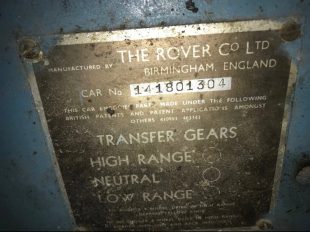 THE ROVER Co LTD
MANUFACTURED BY
BIRMINGHAM, ENGLAND
CAR No 141801304
THIS CAR EMBODIES PARTS MADE UNDER THE FOLLOWING
BRITISH PATENTS AND PATENT APPLICATIONS AMONGST
OTHERS
TRANSFER GEARS
HIGH RANGE
NEUTRAL
LOW RANGE